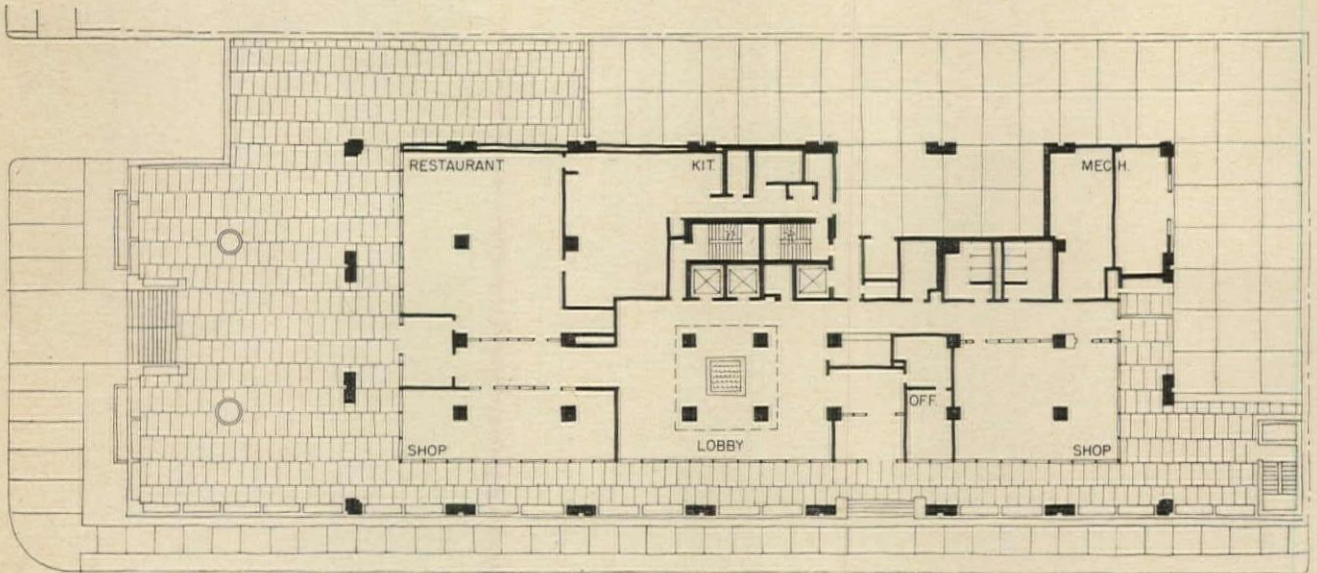 RESTAURANT
KIT.
MECH.
OFF.
SHOP
LOBBY
SHOP